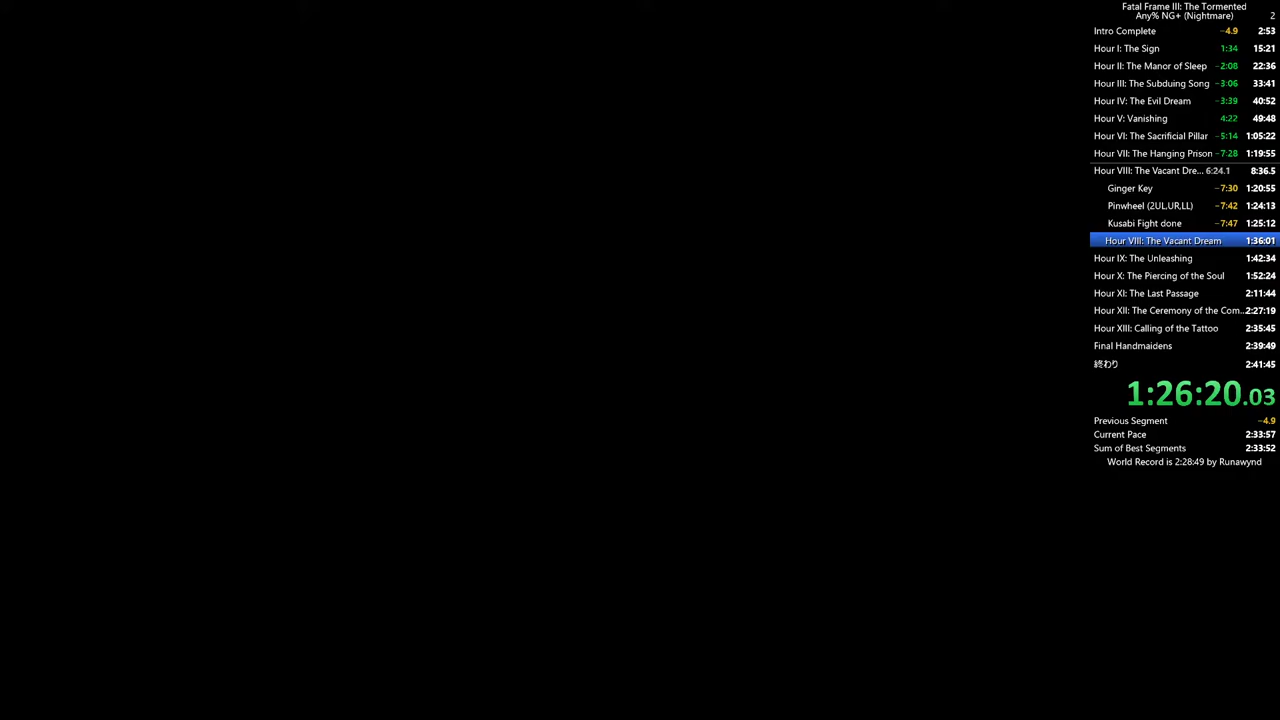 Fatal Frame III: The Tormented
Any% NG+ (Nightmare) 2
Intro Complete -4.9 2:53
Hour I: The Sign 1:34 15:21
Hour II: The Manor of Sleep -2:08 22:36
Hour III: The Subduing Song -3:06 33:41
Hour IV: The Evil Dream -3:39 40:52
Hour V: Vanishing 4:22 49:48
Hour VI: The Sacrificial Pillar -5:14 1:05:22
Hour VII: The Hanging Prison -7:28 1:19:55
Hour VIII: The Vacant Dre... 6:24.1 8:36.5
Ginger Key -7:30 1:20:55
Pinwheel (2UL,UR,LL) -7:42 1:24:13
Kusabi Fight done -7:47 1:25:12
Hour VIII: The Vacant Dream 1:36:01
Hour IX: The Unleashing 1:42:34
Hour X: The Piercing of the Soul 1:52:24
Hour XI: The Last Passage 2:11:44
Hour XII: The Ceremony of the Com... 2:27:19
Hour XIII: Calling of the Tattoo 2:35:45
Final Handmaidens 2:39:49
終わり 2:41:45
1:26:20.03
Previous Segment -4.9
Current Pace 2:33:57
Sum of Best Segments 2:33:52
World Record is 2:28:49 by Runawynd